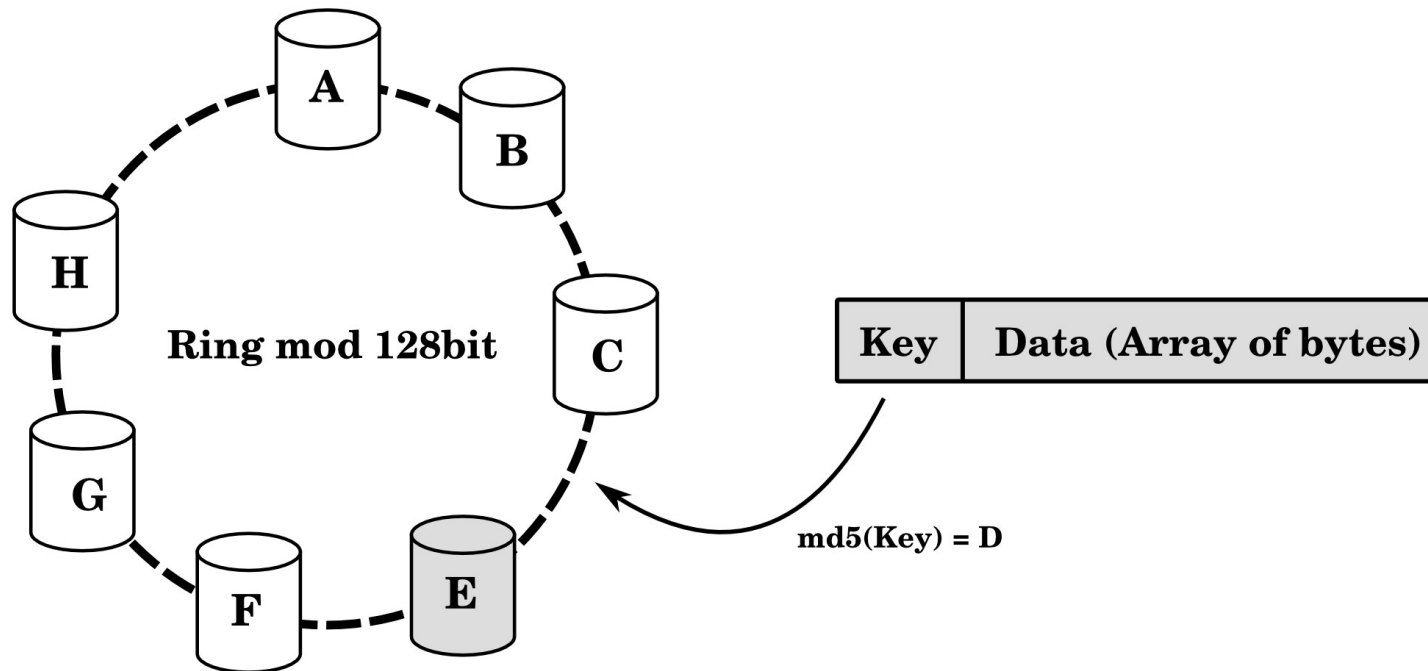 A
B
H
Ring mod 128bit
C
Key
Data (Array of bytes)
G
md5(Key) = D
E
F